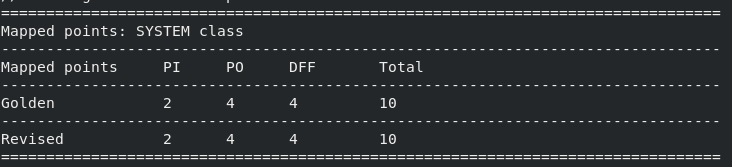 ================================================================================
Mapped points: SYSTEM class
--------------------------------------------------------------------------------
Mapped points     PI      PO     DFF       Total
--------------------------------------------------------------------------------
Golden            2      4      4       10
--------------------------------------------------------------------------------
Revised           2      4      4       10
================================================================================